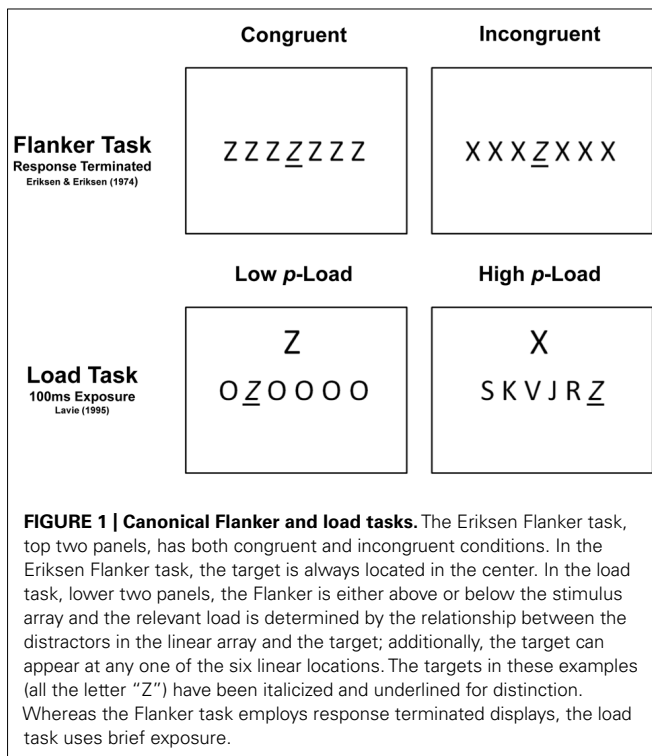 Congruent
Incongruent
Flanker Task
Response Terminated
Eriksen & Eriksen (1974)
Z Z Z Z Z Z Z
X X X Z X X X
Low p-Load
High p-Load
Load Task
100ms Exposure
Lavie (1995)
Z
O Z O O O O
X
S K V J R Z
FIGURE 1 | Canonical Flanker and load tasks. The Eriksen Flanker task,
top two panels, has both congruent and incongruent conditions. In the
Eriksen Flanker task, the target is always located in the center. In the load
task, lower two panels, the Flanker is either above or below the stimulus
array and the relevant load is determined by the relationship between the
distractors in the linear array and the target; additionally, the target can
appear at any one of the six linear locations. The targets in these examples
(all the letter “Z”) have been italicized and underlined for distinction.
Whereas the Flanker task employs response terminated displays, the load
task uses brief exposure.